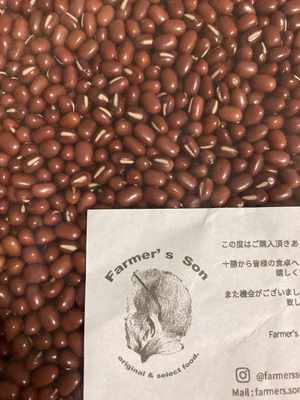 Farmer's Son
original & select food.
この度はご購入頂きあ
十勝から皆様の食卓へ
嬉しく
また機会がございまし
致し
Farmer's
@farmersso
Mail : farmers.son